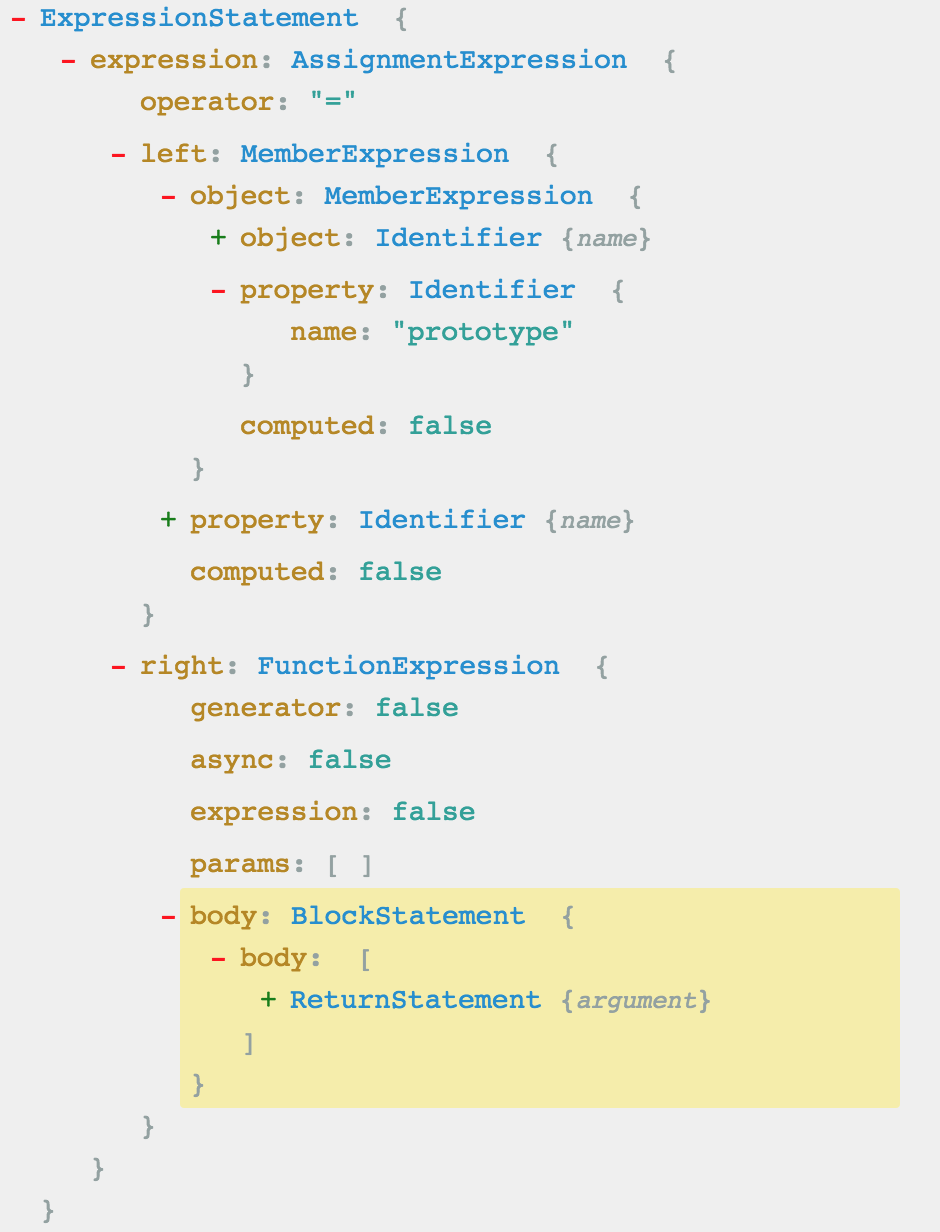 - ExpressionStatement {
- expression: AssignmentExpression {
operator: "="
- left: MemberExpression {
- object: MemberExpression {
+ object: Identifier {name}
- property: Identifier {
name: "prototype"
}
computed: false
}
+ property: Identifier {name}
computed: false
}
- right: FunctionExpression {
generator: false
async: false
expression: false
params: [ ]
- body: BlockStatement {
- body: [
+ ReturnStatement {argument}
]
}
}
}
}